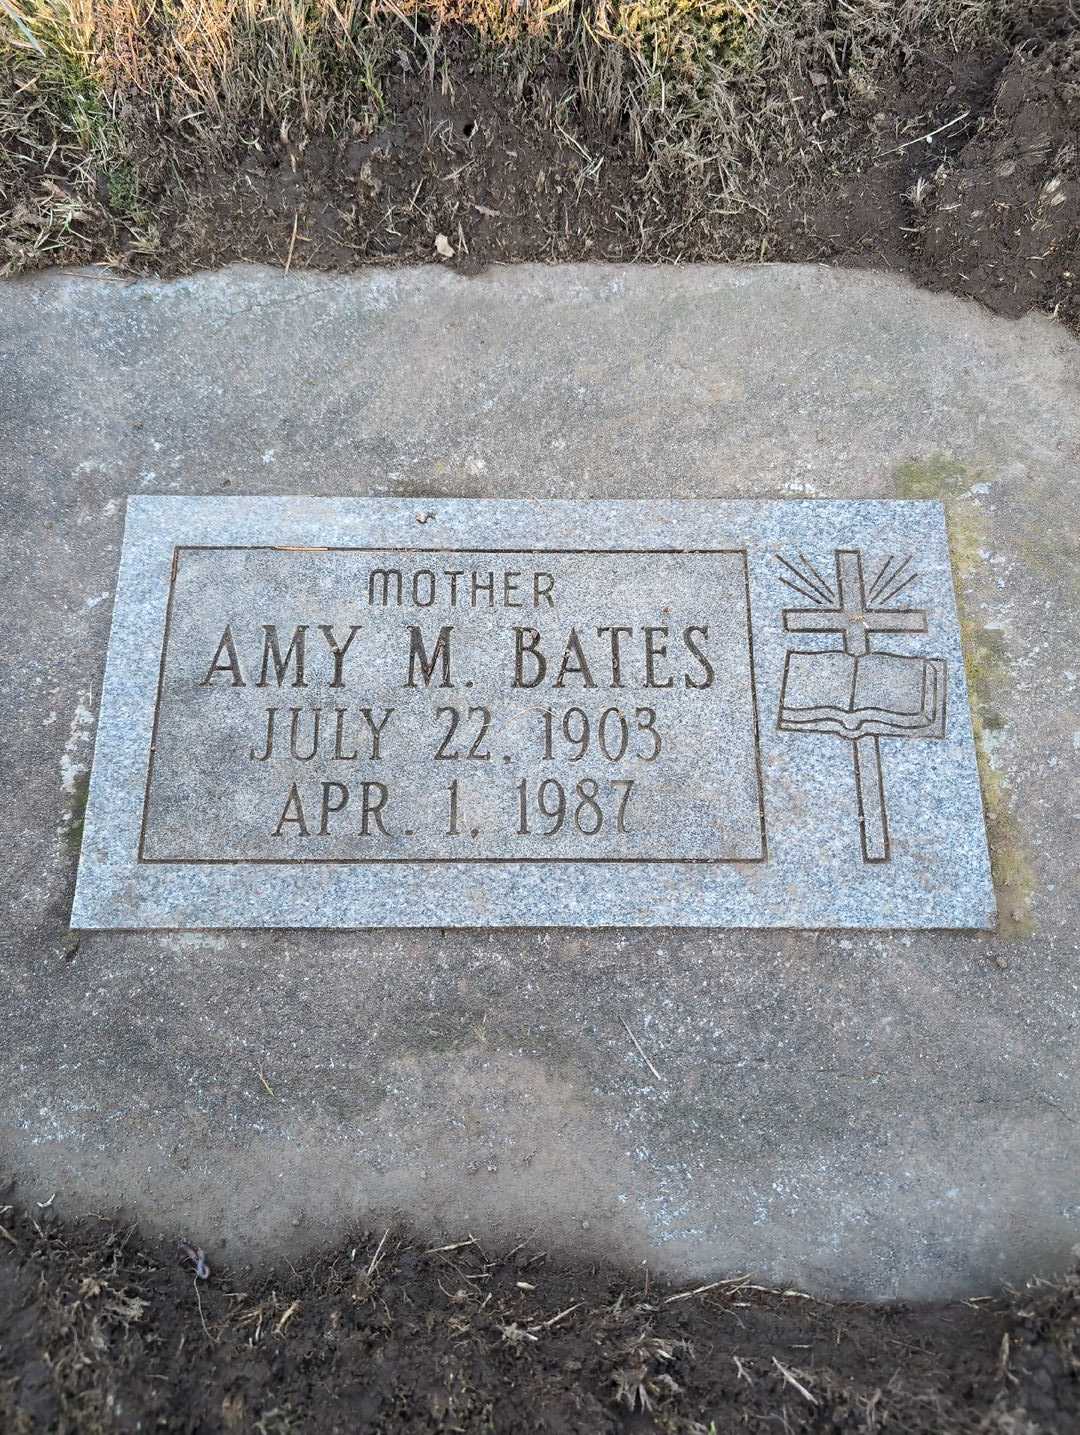 MOTHER
AMY M. BATES
JULY 22, 1903
APR. 1, 1987